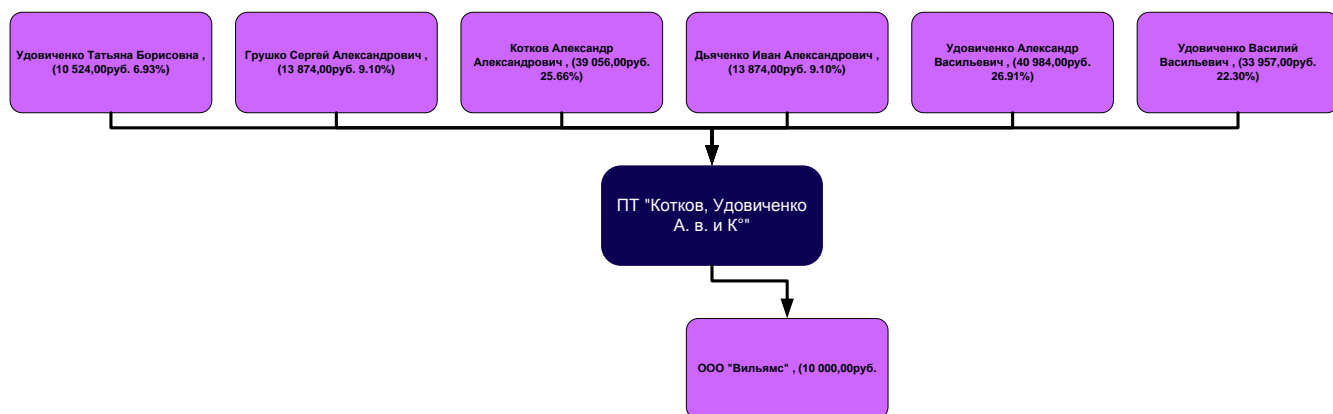 Удовиченко Татьяна Борисовна ,
(10 524,00руб. 6.93%)
Грушко Сергей Александрович ,
(13 874,00руб. 9.10%)
Котков Александр
Александрович , (39 056,00руб.
25.66%)
Дьяченко Иван Александрович ,
(13 874,00руб. 9.10%)
Удовиченко Александр
Васильевич , (40 984,00руб.
26.91%)
Удовиченко Василий
Васильевич , (33 957,00руб.
22.30%)
ПТ "Котков, Удовиченко
А. в. и К°"
ООО "Вильямс" , (10 000,00руб.